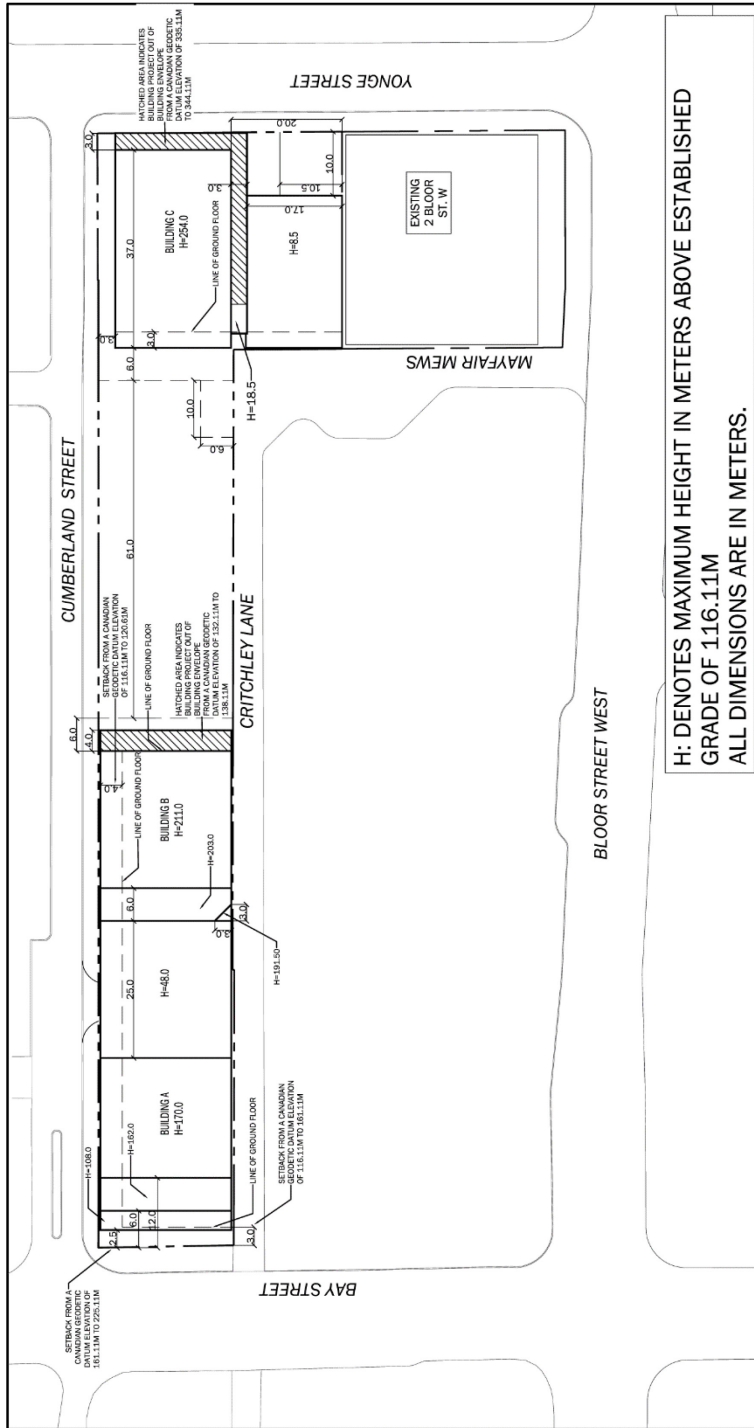 CUMBERLAND STREET
YONGE STREET
BAY STREET
CRITCHLEY LANE
MAYFAIR MEWS
BLOOR STREET WEST
SETBACK FROM A
CANADIAN GEODETIC
DATUM ELEVATION OF
161.11M TO 225.11M
2.5
6.0
12.0
H=108.0
H=162.0
BUILDING A
H=170.0
LINE OF GROUND FLOOR
3.0
SETBACK FROM A CANADIAN
GEODETIC DATUM ELEVATION
OF 116.11M TO 161.11M
25.0
H=48.0
6.0
H=203.0
3.0
3.0
H=191.50
BUILDING B
H=211.0
LINE OF GROUND FLOOR
4.0
4.0
6.0
SETBACK FROM A CANADIAN
GEODETIC DATUM ELEVATION
OF 116.11M TO 120.61M
LINE OF GROUND FLOOR
HATCHED AREA INDICATES
BUILDING PROJECT OUT OF
BUILDING ENVELOPE
FROM A CANADIAN GEODETIC
DATUM ELEVATION OF 132.11M TO
138.11M
61.0
10.0
6.0
6.0
3.0
3.0
37.0
3.0
BUILDING C
H=254.0
LINE OF GROUND FLOOR
HATCHED AREA INDICATES
BUILDING PROJECT OUT OF
BUILDING ENVELOPE
FROM A CANADIAN GEODETIC
DATUM ELEVATION OF 335.11M
TO 344.11M
H=18.5
3.0
20.0
17.0
10.5
10.0
H=8.5
EXISTING
2 BLOOR
ST. W
H: DENOTES MAXIMUM HEIGHT IN METERS ABOVE ESTABLISHED
GRADE OF 116.11M
ALL DIMENSIONS ARE IN METERS.